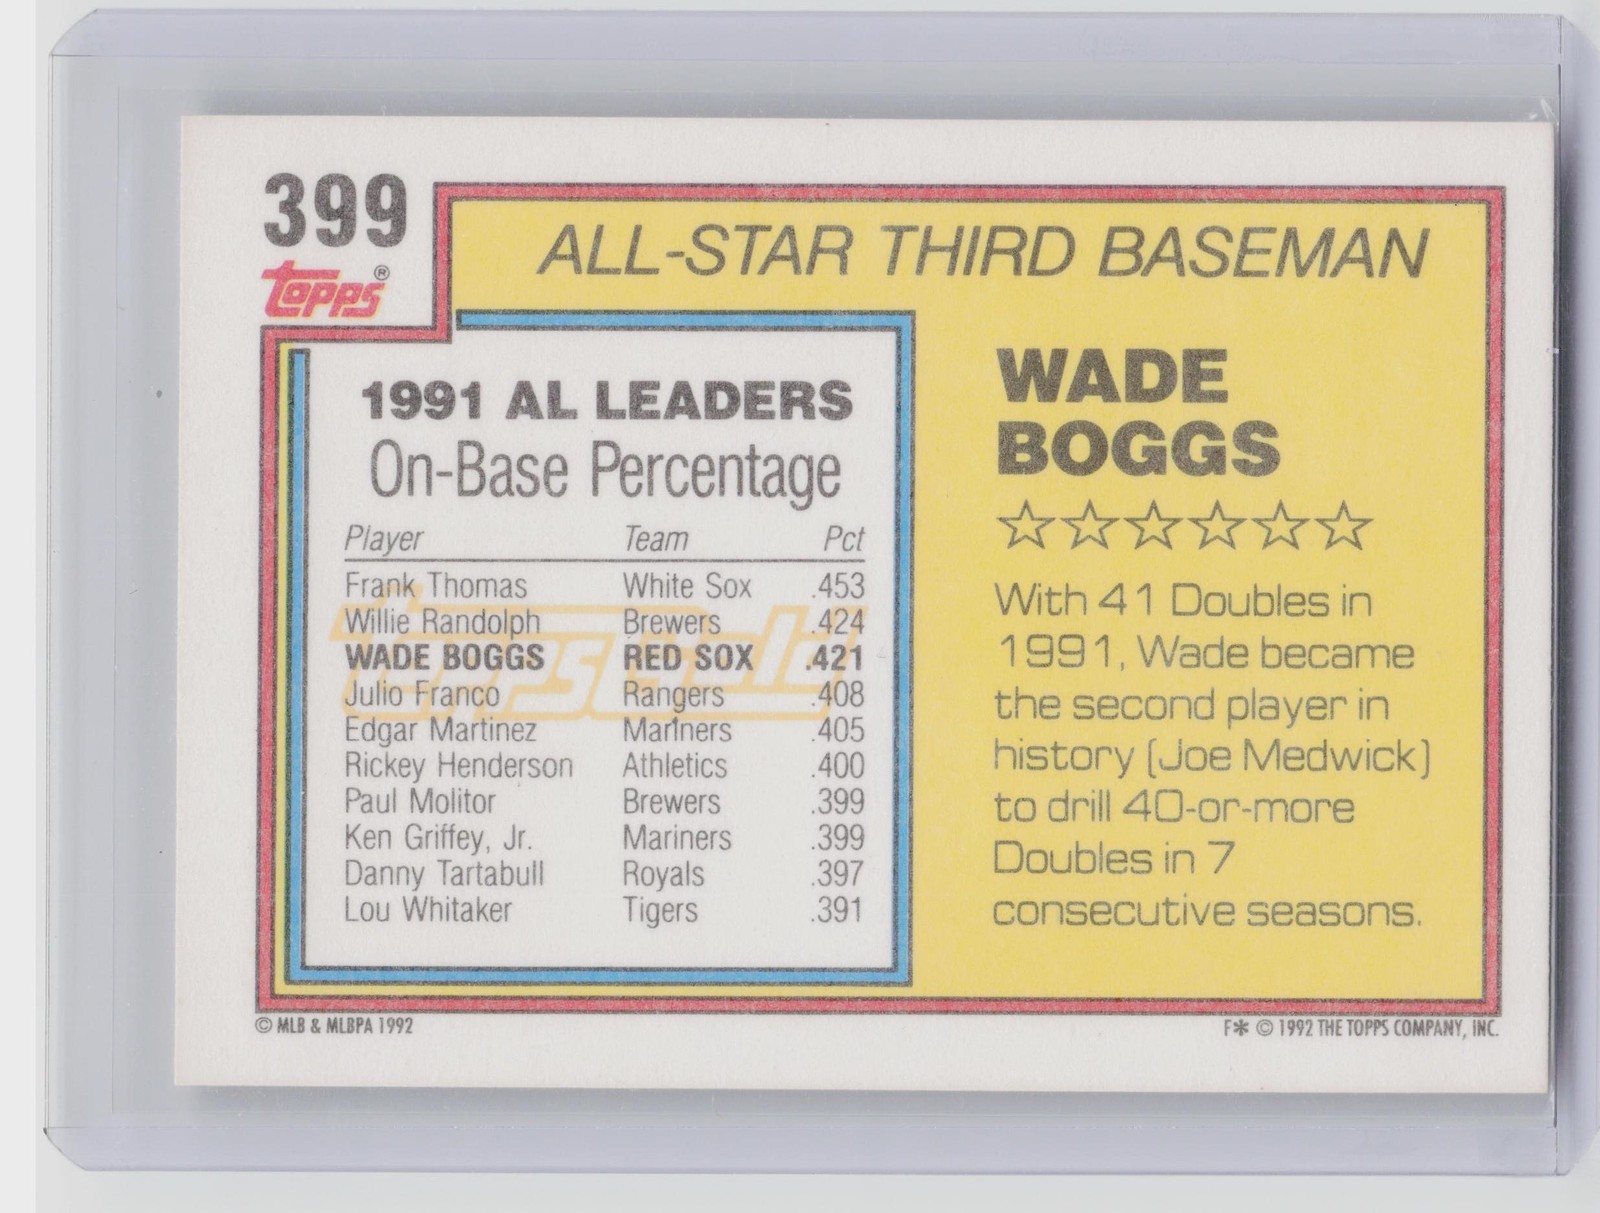 399
topps®
ALL-STAR THIRD BASEMAN
1991 AL LEADERS
On-Base Percentage
Player Team Pct
Frank Thomas White Sox .453
Willie Randolph Brewers .424
WADE BOGGS RED SOX .421
Julio Franco Rangers .408
Edgar Martinez Mariners .405
Rickey Henderson Athletics .400
Paul Molitor Brewers .399
Ken Griffey, Jr. Mariners .399
Danny Tartabull Royals .397
Lou Whitaker Tigers .391
ToppsGold
WADE
BOGGS
With 41 Doubles in
1991, Wade became
the second player in
history (Joe Medwick)
to drill 40-or-more
Doubles in 7
consecutive seasons.
© MLB & MLBPA 1992
F* © 1992 THE TOPPS COMPANY, INC.